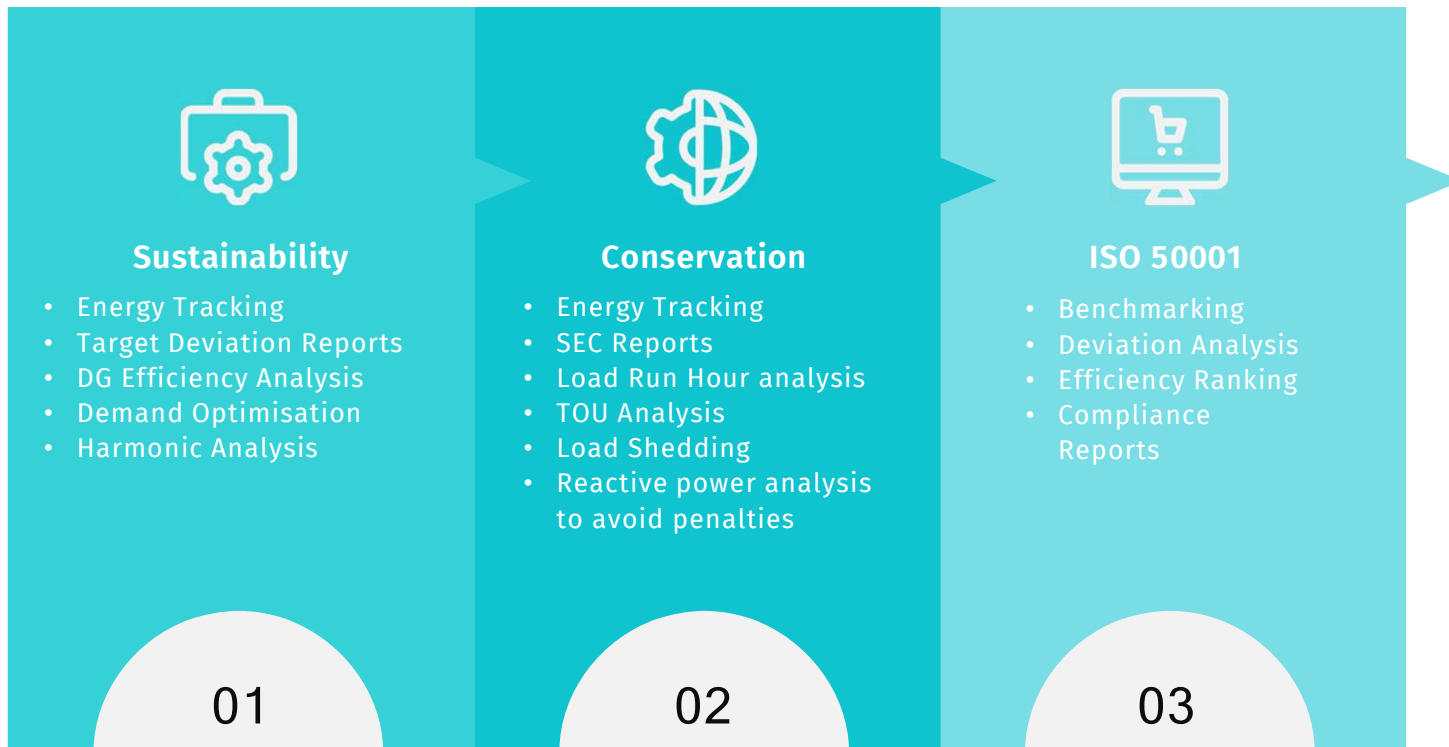 Sustainability
• Energy Tracking
• Target Deviation Reports
• DG Efficiency Analysis
• Demand Optimisation
• Harmonic Analysis
01
Conservation
• Energy Tracking
• SEC Reports
• Load Run Hour analysis
• TOU Analysis
• Load Shedding
• Reactive power analysis
to avoid penalties
02
ISO 50001
• Benchmarking
• Deviation Analysis
• Efficiency Ranking
• Compliance
Reports
03